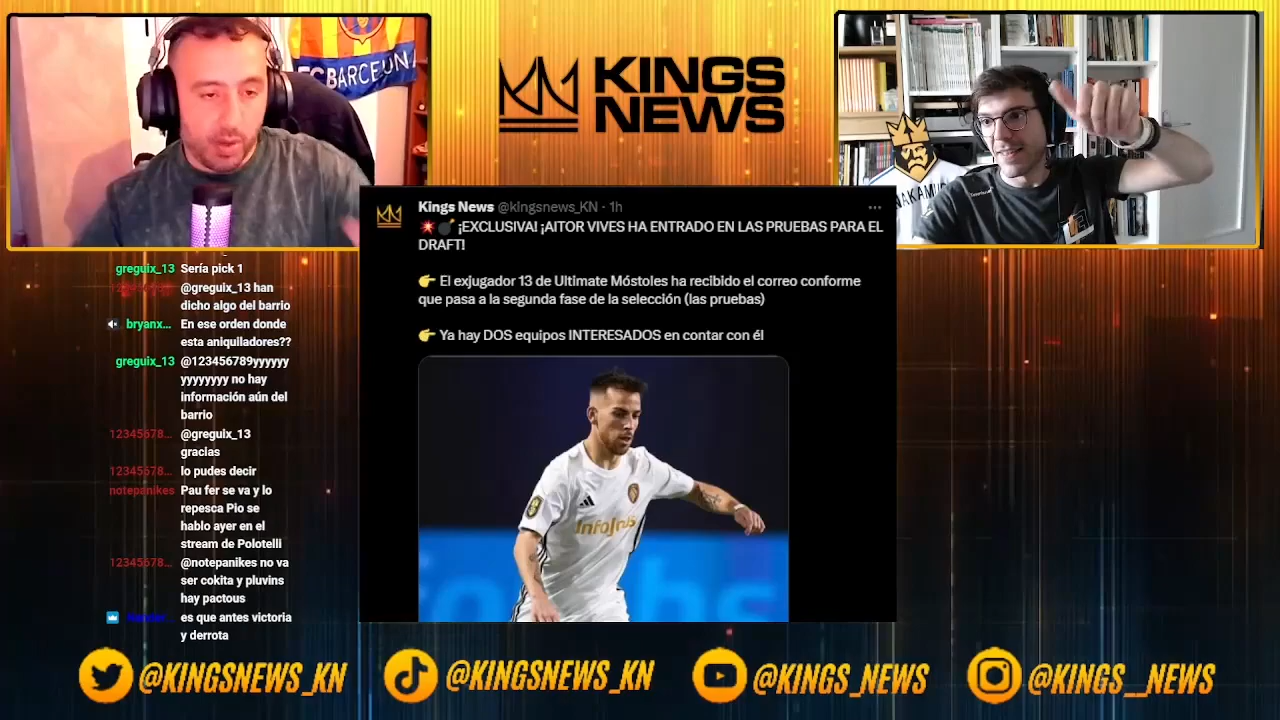 FC BARCELONA
KINGS
NEWS
NAKAMU
Kings News @kingsnews_KN · 1h
💥💣 ¡EXCLUSIVA! ¡AITOR VIVES HA ENTRADO EN LAS PRUEBAS PARA EL
DRAFT!
👉 El exjugador 13 de Ultimate Móstoles ha recibido el correo conforme
que pasa a la segunda fase de la selección (las pruebas)
👉 Ya hay DOS equipos INTERESADOS en contar con él
InfoJobs
greguix_13 Sería pick 1
@greguix_13 han
dicho algo del barrio
bryanx... En ese orden donde
esta aniquiladores??
greguix_13 @123456789yyyyyy
yyyyyyyy no hay
información aún del
barrio
12345678... @greguix_13
gracias
12345678... lo pudes decir
notepanikes Pau fer se va y lo
repesca Pio se
hablo ayer en el
stream de Polotelli
12345678... @notepanikes no va
ser cokita y pluvins
hay pactous
es que antes victoria
y derrota
@KINGSNEWS_KN
@KINGSNEWS_KN
@KINGS_NEWS
@KINGS__NEWS